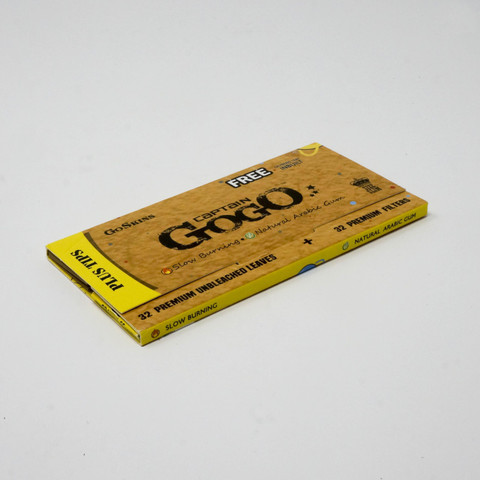 FREE
GoSkins
CAPTAIN
GOGO
Slow Burning • Natural Arabic Gum
PLUS TIPS
32 PREMIUM UNBLEACHED LEAVES + 32 PREMIUM FILTERS
SLOW BURNING
NATURAL ARABIC GUM